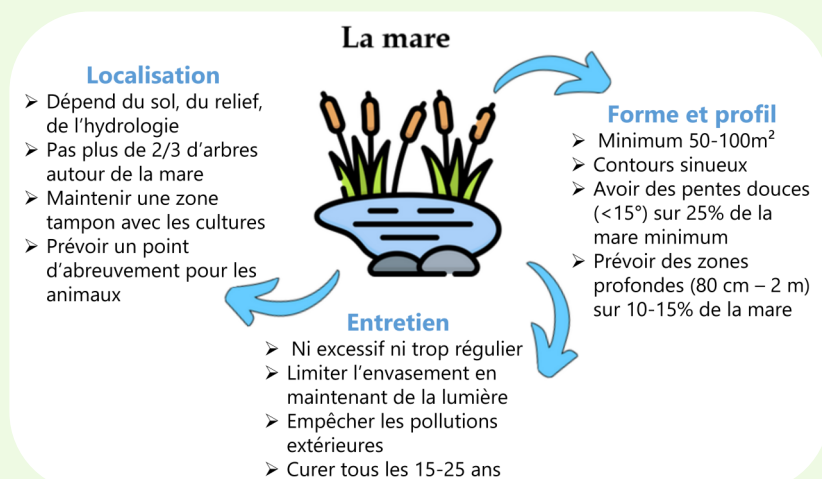 La mare
Localisation
➢ Dépend du sol, du relief,
de l'hydrologie
➢ Pas plus de 2/3 d'arbres
autour de la mare
➢ Maintenir une zone
tampon avec les cultures
➢ Prévoir un point
d'abreuvement pour les
animaux
Forme et profil
➢ Minimum 50-100m²
➢ Contours sinueux
➢ Avoir des pentes douces
(<15°) sur 25% de la
mare minimum
➢ Prévoir des zones
profondes (80 cm – 2 m)
sur 10-15% de la mare
Entretien
➢ Ni excessif ni trop régulier
➢ Limiter l'envasement en
maintenant de la lumière
➢ Empêcher les pollutions
extérieures
➢ Curer tous les 15-25 ans